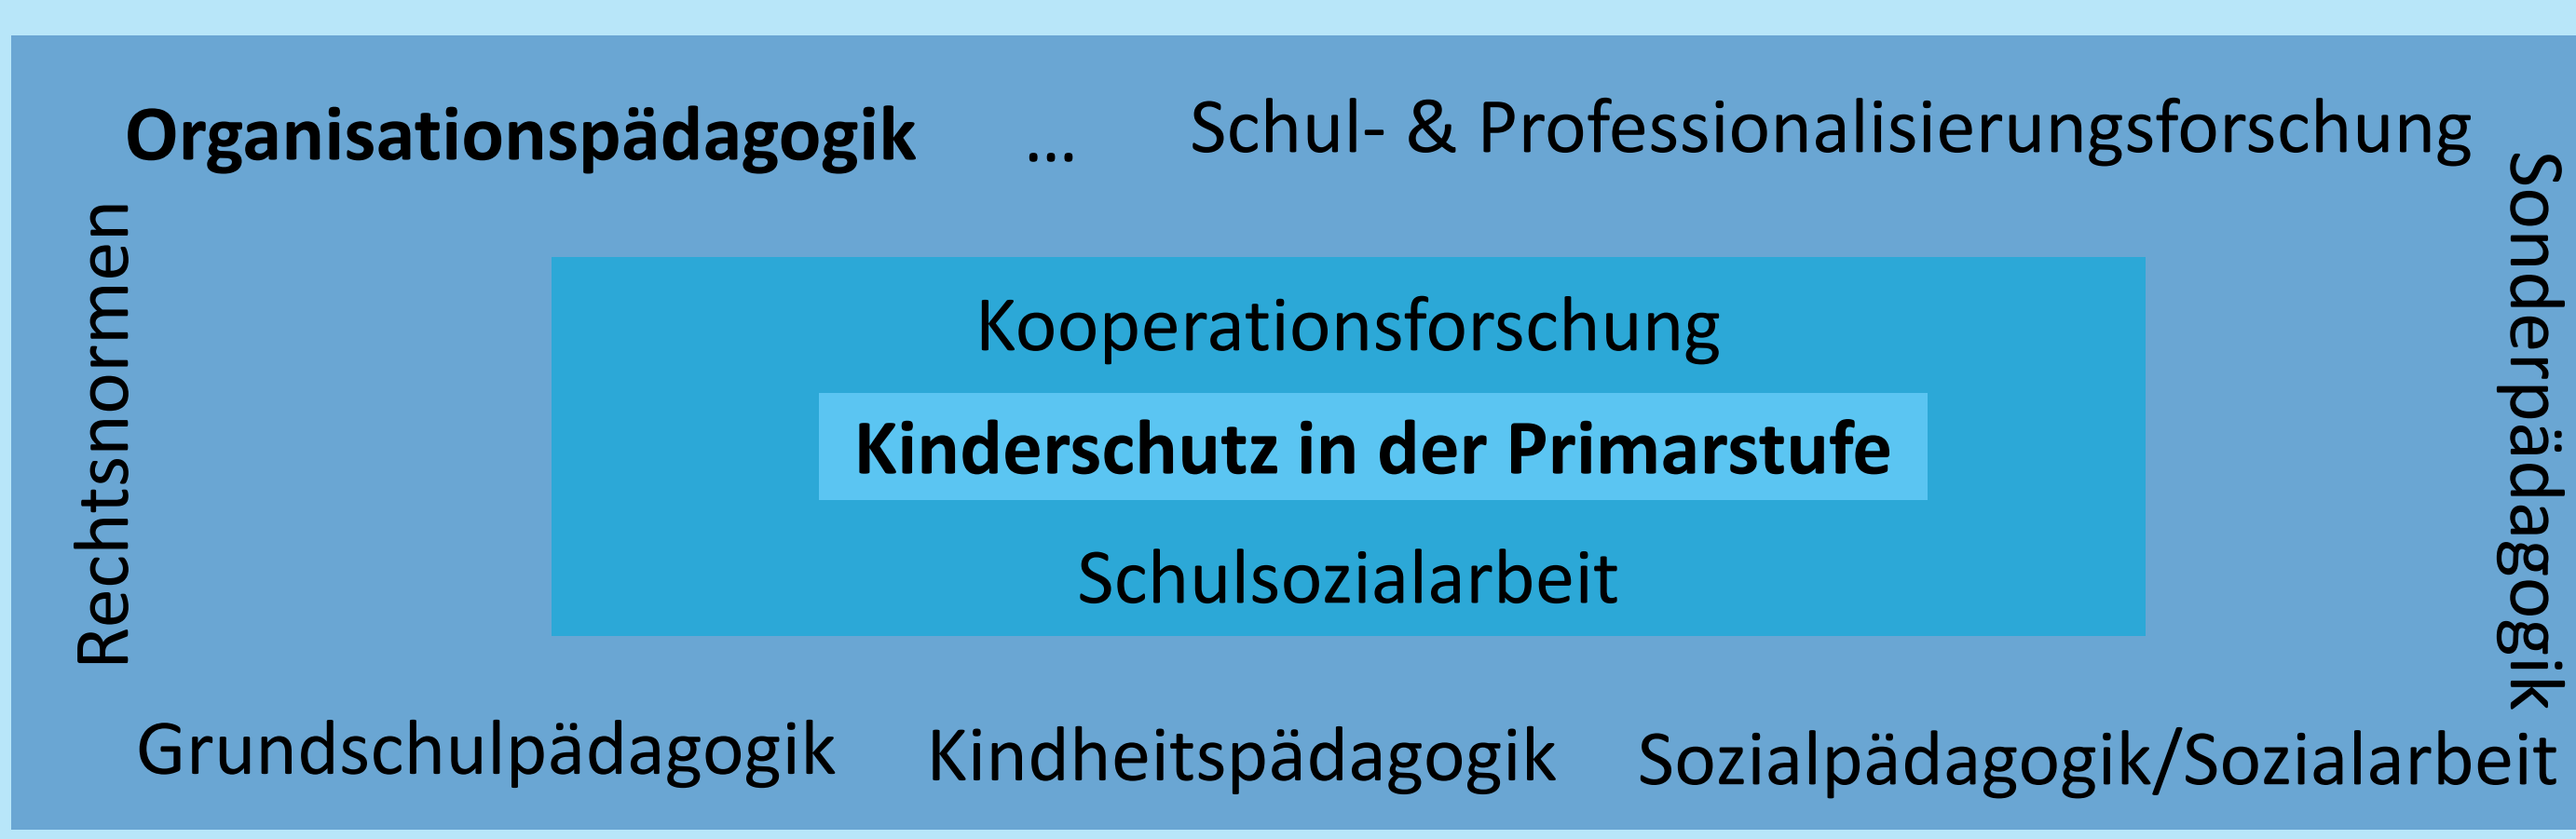 Organisationspädagogik … Schul- & Professionalisierungsforschung
Rechtsnormen
Sonderpädagogik
Kooperationsforschung
Kinderschutz in der Primarstufe
Schulsozialarbeit
Grundschulpädagogik Kindheitspädagogik Sozialpädagogik/Sozialarbeit